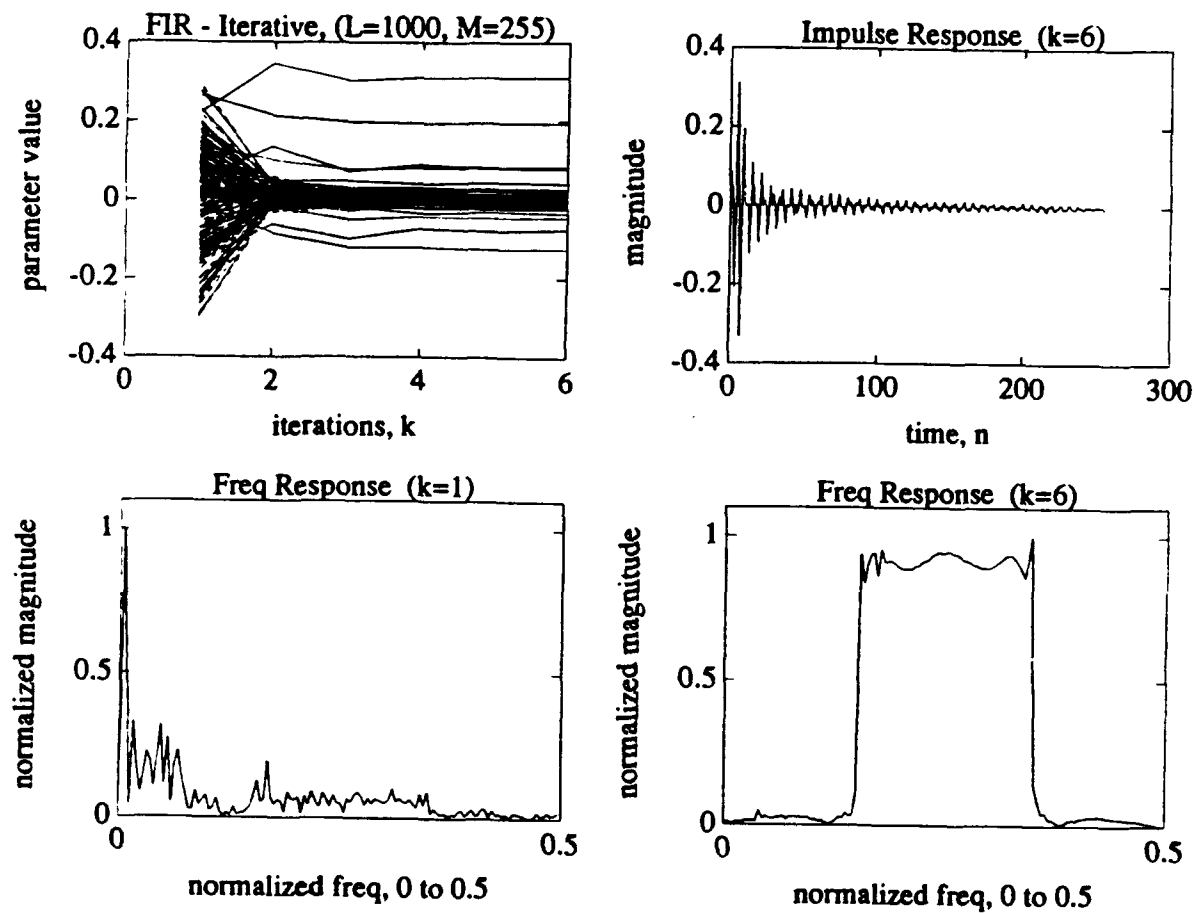 FIR - Iterative, (L=1000, M=255)
0.4
0.2
0
-0.2
-0.4
parameter value
0
2
4
6
iterations, k
Impulse Response (k=6)
0.4
0.2
0
-0.2
-0.4
magnitude
0
100
200
300
time, n
Freq Response (k=1)
1
0.5
0
normalized magnitude
0
0.5
normalized freq, 0 to 0.5
Freq Response (k=6)
1
0.5
0
normalized magnitude
0
0.5
normalized freq, 0 to 0.5